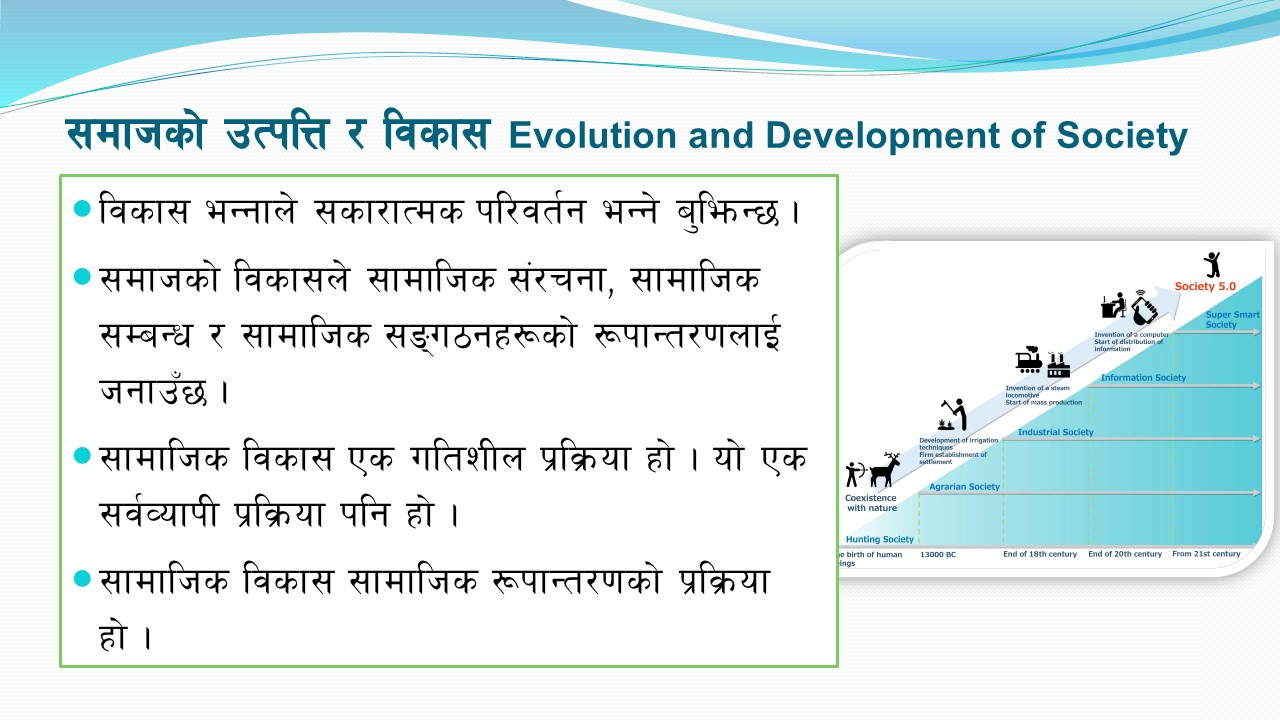 समाजको उत्पत्ति र विकास Evolution and Development of Society
विकास भन्नाले सकारात्मक परिवर्तन भन्ने बुझिन्छ ।
समाजको विकासले सामाजिक संरचना, सामाजिक
सम्बन्ध र सामाजिक सङ्गठनहरूको रूपान्तरणलाई
जनाउँछ ।
सामाजिक विकास एक गतिशील प्रक्रिया हो । यो एक
सर्वव्यापी प्रक्रिया पनि हो ।
सामाजिक विकास सामाजिक रूपान्तरणको प्रक्रिया
हो ।
Society 5.0
Super Smart
Society
Invention of a computer
Start of distribution of
information
Information Society
Invention of a steam
locomotive
Start of mass production
Industrial Society
Development of irrigation
techniques
Firm establishment of
settlement
Agrarian Society
Coexistence
with nature
Hunting Society
birth of human
13000 BC
End of 18th century
End of 20th century
From 21st century